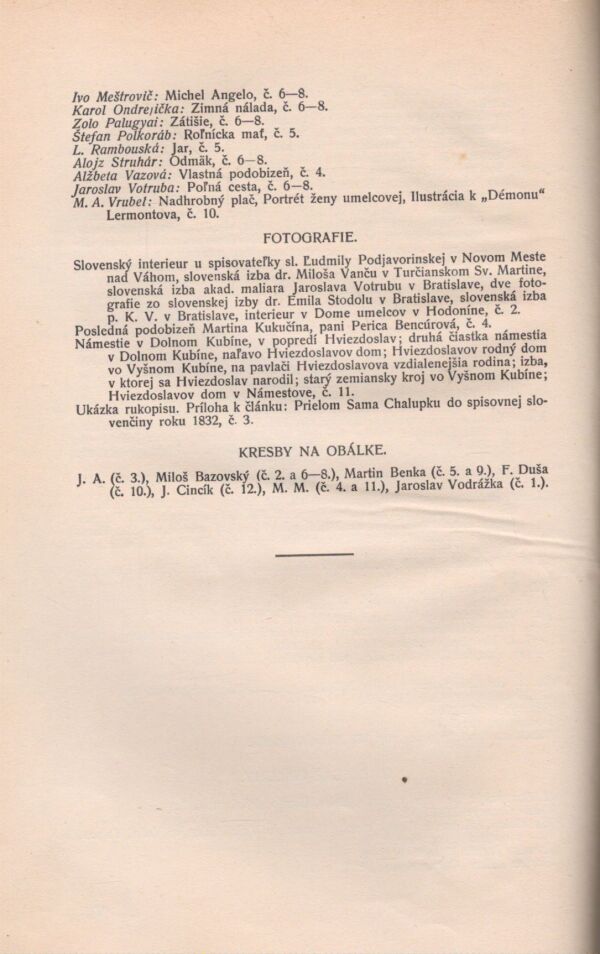 Ivo Meštrovič: Michel Angelo, č. 6—8.
Karol Ondrejička: Zimná nálada, č. 6—8.
Zolo Palugyai: Zátišie, č. 6—8.
Štefan Polkoráb: Roľnícka mať, č. 5.
L. Rambouská: Jar, č. 5.
Alojz Struhár: Odmäk, č. 6—8.
Alžbeta Vazová: Vlastná podobizeň, č. 4.
Jaroslav Votruba: Poľná cesta, č. 6—8.
M. A. Vrubel: Nadhrobný plač, Portrét ženy umelcovej, Ilustrácia k „Démonu“
Lermontova, č. 10.
FOTOGRAFIE.
Slovenský interieur u spisovateľky sl. Ľudmily Podjavorinskej v Novom Meste
nad Váhom, slovenská izba dr. Miloša Vanču v Turčianskom Sv. Martine,
slovenská izba akad. maliara Jaroslava Votrubu v Bratislave, dve foto-
grafie zo slovenskej izby dr. Emila Stodolu v Bratislave, slovenská izba
p. K. V. v Bratislave, interieur v Dome umelcov v Hodoníne, č. 2.
Posledná podobizeň Martina Kukučína, pani Perica Bencúrová, č. 4.
Námestie v Dolnom Kubíne, v popredí Hviezdoslav; druhá čiastka námestia
v Dolnom Kubíne, naľavo Hviezdoslavov dom; Hviezdoslavov rodný dom
vo Vyšnom Kubíne, na pavlači Hviezdoslavova vzdialenejšia rodina; izba,
v ktorej sa Hviezdoslav narodil; starý zemiansky kroj vo Vyšnom Kubíne;
Hviezdoslavov dom v Námestove, č. 11.
Ukázka rukopisu. Príloha k článku: Prielom Sama Chalupku do spisovnej slo-
venčiny roku 1832, č. 3.
KRESBY NA OBÁLKE.
J. A. (č. 3.), Miloš Bazovský (č. 2. a 6—8.), Martin Benka (č. 5. a 9.), F. Duša
(č. 10.), J. Cincík (č. 12.), M. M. (č. 4. a 11.), Jaroslav Vodrážka (č. 1.).